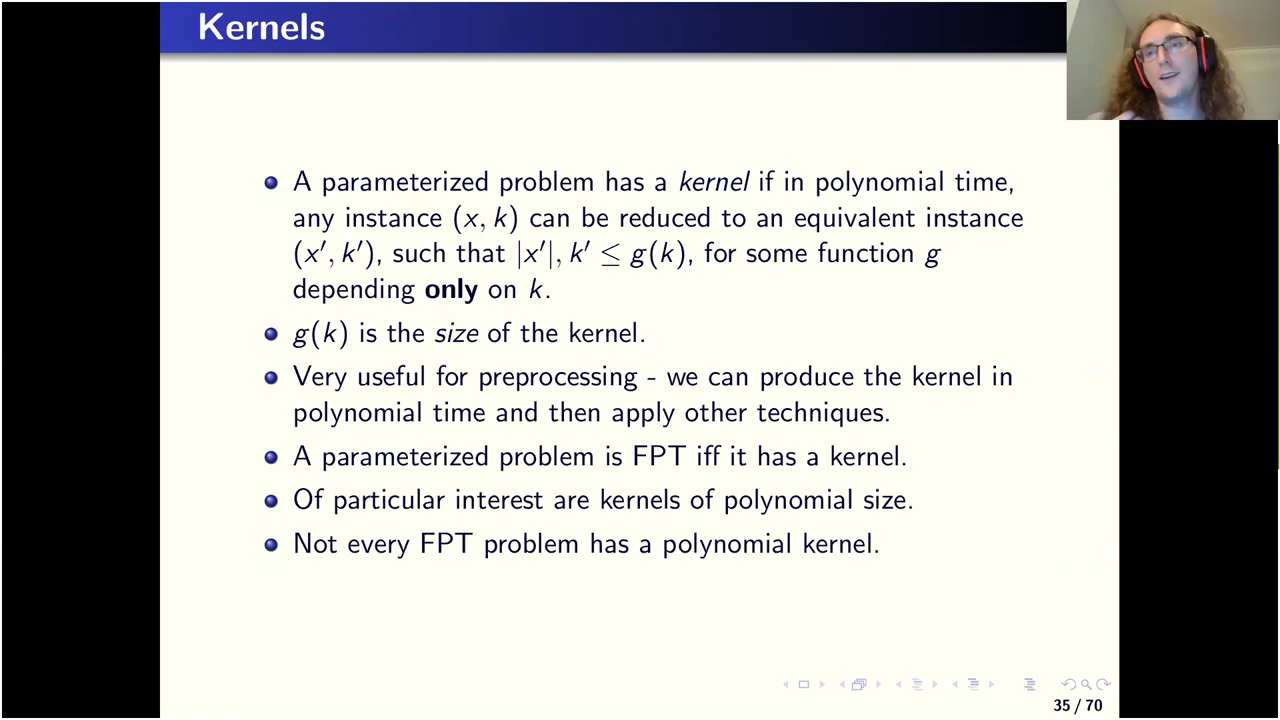 Kernels
A parameterized problem has a kernel if in polynomial time,
any instance (x, k) can be reduced to an equivalent instance
(x′, k′), such that |x′|, k′ ≤ g(k), for some function g
depending only on k.
g(k) is the size of the kernel.
Very useful for preprocessing - we can produce the kernel in
polynomial time and then apply other techniques.
A parameterized problem is FPT iff it has a kernel.
Of particular interest are kernels of polynomial size.
Not every FPT problem has a polynomial kernel.
35 / 70